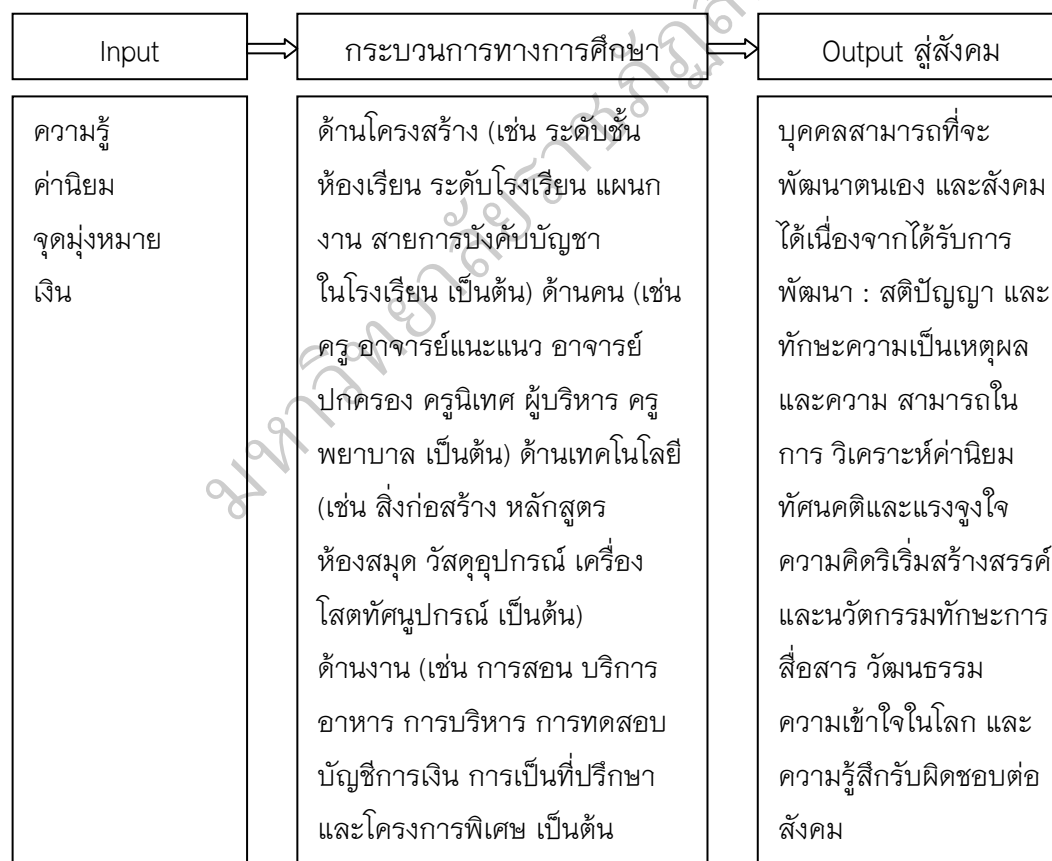 Input
กระบวนการทางการศึกษา
Output สู่สังคม
ความรู้
ค่านิยม
จุดมุ่งหมาย
เงิน
ด้านโครงสร้าง (เช่น ระดับชั้น
ห้องเรียน ระดับโรงเรียน แผนก
งาน สายการบังคับบัญชา
ในโรงเรียน เป็นต้น) ด้านคน (เช่น
ครู อาจารย์แนะแนว อาจารย์
ปกครอง ครูนิเทศ ผู้บริหาร ครู
พยาบาล เป็นต้น) ด้านเทคโนโลยี
(เช่น สิ่งก่อสร้าง หลักสูตร
ห้องสมุด วัสดุอุปกรณ์ เครื่อง
โสตทัศนูปกรณ์ เป็นต้น)
ด้านงาน (เช่น การสอน บริการ
อาหาร การบริหาร การทดสอบ
บัญชีการเงิน การเป็นที่ปรึกษา
และโครงการพิเศษ เป็นต้น
บุคคลสามารถที่จะ
พัฒนาตนเอง และสังคม
ได้เนื่องจากได้รับการ
พัฒนา : สติปัญญา และ
ทักษะความเป็นเหตุผล
และความ สามารถใน
การ วิเคราะห์ค่านิยม
ทัศนคติและแรงจูงใจ
ความคิดริเริ่มสร้างสรรค์
และนวัตกรรมทักษะการ
สื่อสาร วัฒนธรรม
ความเข้าใจในโลก และ
ความรู้สึกรับผิดชอบต่อ
สังคม
มหาวิทยาลัยราชภัฏ